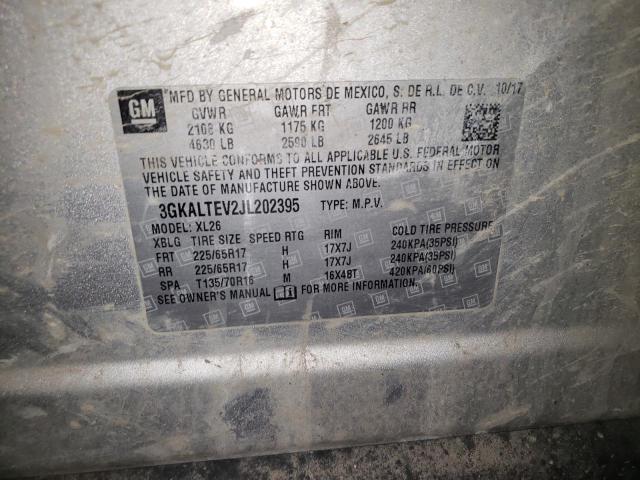 GM
MFD BY GENERAL MOTORS DE MEXICO, S. DE R.L. DE C.V. 10/17
GVWR GAWR FRT GAWR RR
2100 KG 1175 KG 1200 KG
4630 LB 2590 LB 2645 LB
THIS VEHICLE CONFORMS TO ALL APPLICABLE U.S. FEDERAL MOTOR
VEHICLE SAFETY AND THEFT PREVENTION STANDARDS IN EFFECT ON
THE DATE OF MANUFACTURE SHOWN ABOVE.
3GKALTEV2JL202395 TYPE: M.P.V.
MODEL: XL26
XBLG TIRE SIZE SPEED RTG RIM COLD TIRE PRESSURE
FRT 225/65R17 H 17X7J 240KPA(35PSI)
RR 225/65R17 H 17X7J 240KPA(35PSI)
SPA T135/70R16 M 16X4BT 420KPA(60PSI)
SEE OWNER'S MANUAL FOR MORE INFORMATION.